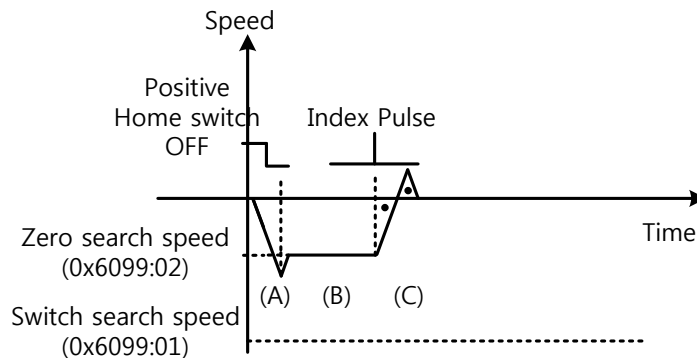 Speed
Positive
Home switch
OFF
Index Pulse
Time
Zero search speed
(0x6099:02)
(A)
(B)
(C)
Switch search speed
(0x6099:01)